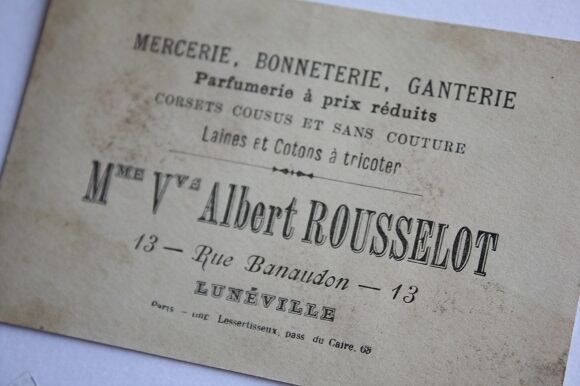 MERCERIE, BONNETERIE, GANTERIE
Parfumerie à prix réduits
CORSETS COUSUS ET SANS COUTURE
Laines et Cotons à tricoter
MME VVE Albert ROUSSELOT
13 — Rue Banaudon — 13
LUNÉVILLE
Paris – Imp. Lessertisseux, pass du Caire, 68